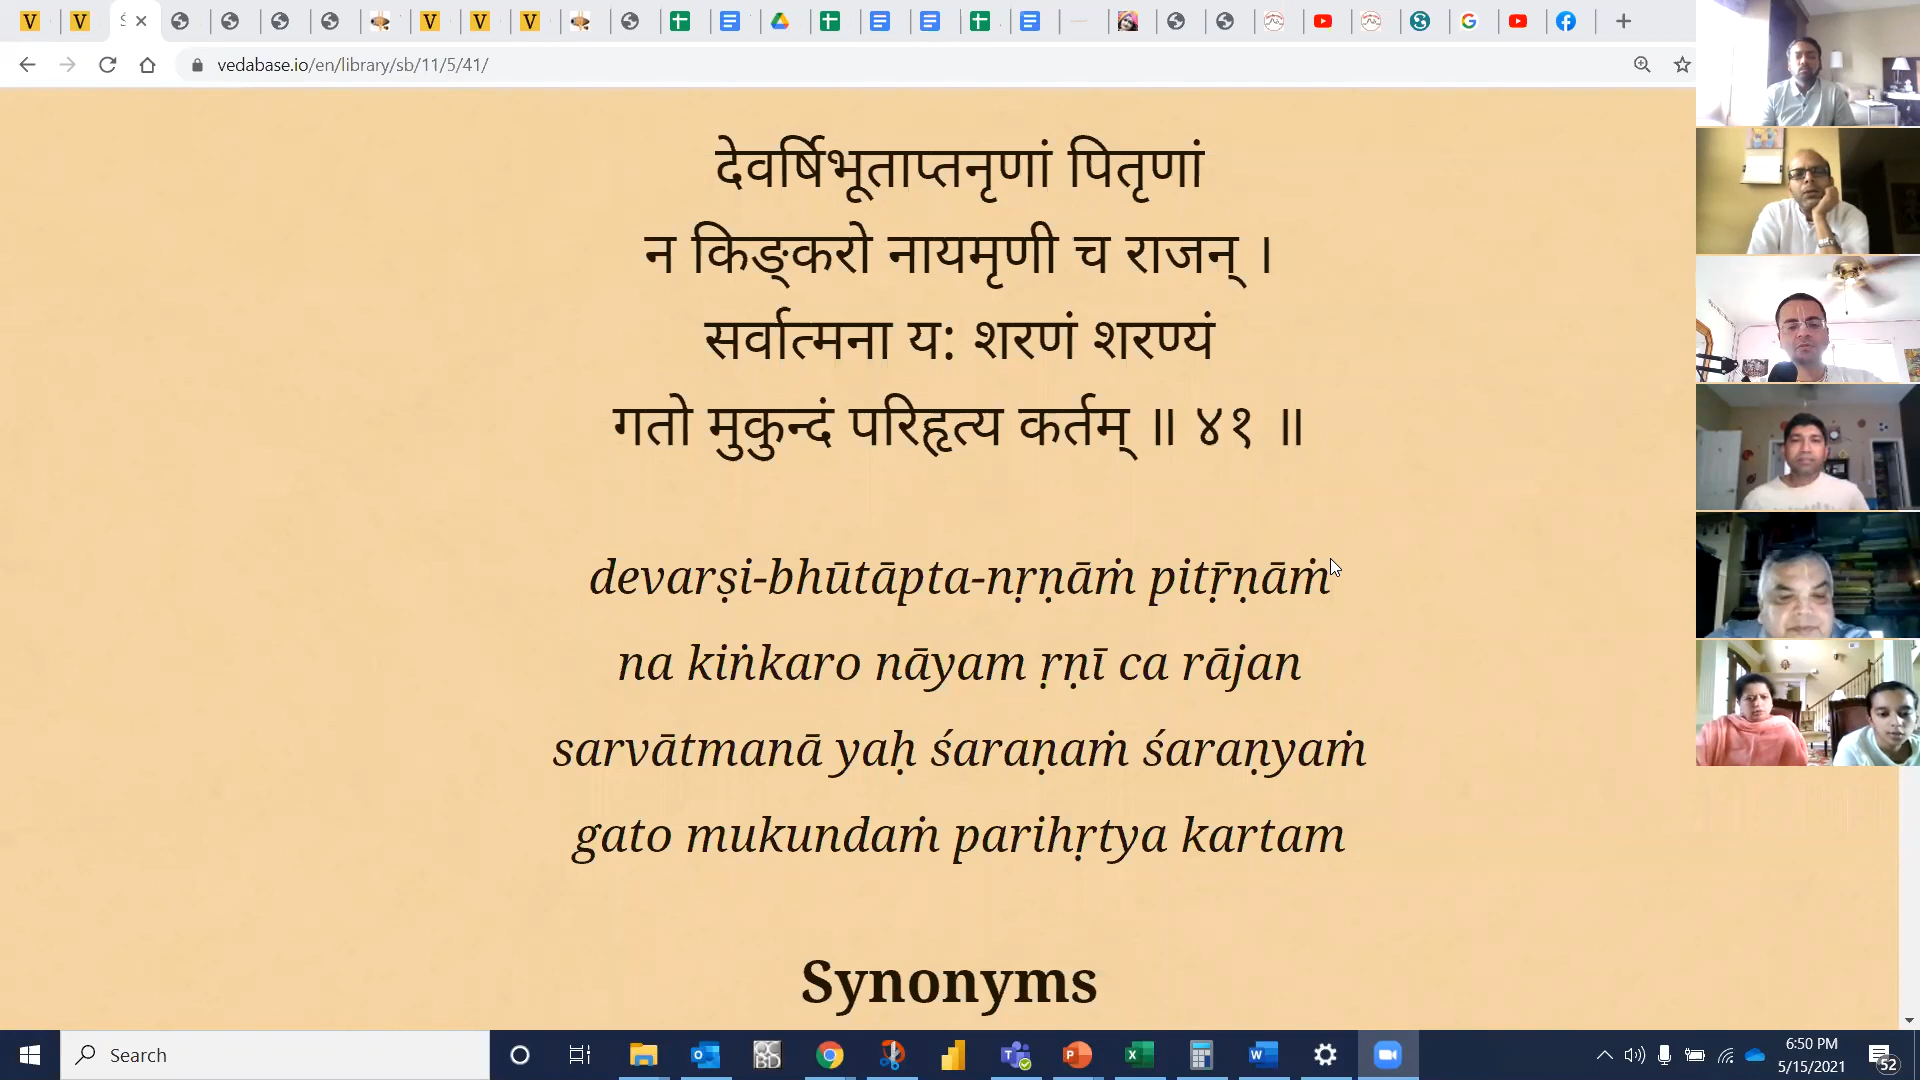 vedabase.io/en/library/sb/11/5/41/
देवर्षिभूताप्तनृणां पितृणां
न किङ्करो नायमृणी च राजन् ।
सर्वात्मना य: शरणं शरण्यं
गतो मुकुन्दं परिहृत्य कर्तम् ॥ ४१ ॥
devarṣi-bhūtāpta-nṛṇāṁ pitṝṇāṁ
na kiṅkaro nāyam ṛṇī ca rājan
sarvātmanā yaḥ śaraṇaṁ śaraṇyaṁ
gato mukundaṁ parihṛtya kartam
Synonyms
Search
6:50 PM
5/15/2021
52